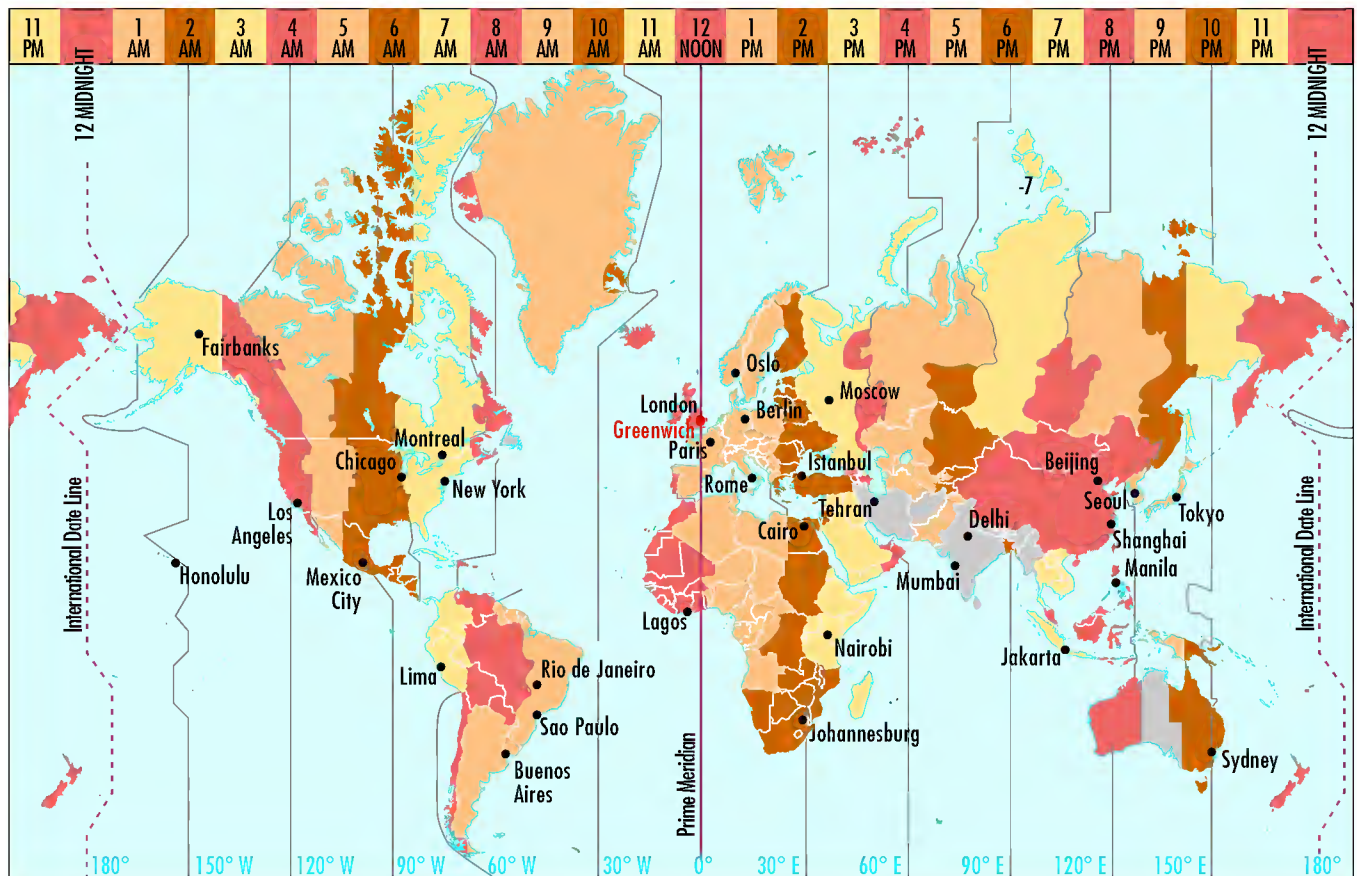 11 PM
12 MIDNIGHT
1 AM
2 AM
3 AM
4 AM
5 AM
6 AM
7 AM
8 AM
9 AM
10 AM
11 AM
12 NOON
1 PM
2 PM
3 PM
4 PM
5 PM
6 PM
7 PM
8 PM
9 PM
10 PM
11 PM
12 MIDNIGHT
-7
Fairbanks
Oslo
Moscow
London
Greenwich
Berlin
Paris
Montreal
Chicago
New York
Rome
Istanbul
Beijing
Seoul
Tokyo
Los
Angeles
Tehran
Cairo
Delhi
Shanghai
Honolulu
Mexico
City
Mumbai
Manila
Lagos
Nairobi
Jakarta
Lima
Rio de Janeiro
Sao Paulo
Johannesburg
Sydney
Buenos
Aires
International Date Line
Prime Meridian
International Date Line
180°
150° W
120° W
90° W
60° W
0°
30° E
60° E
90° E
120° E
150° E
180°